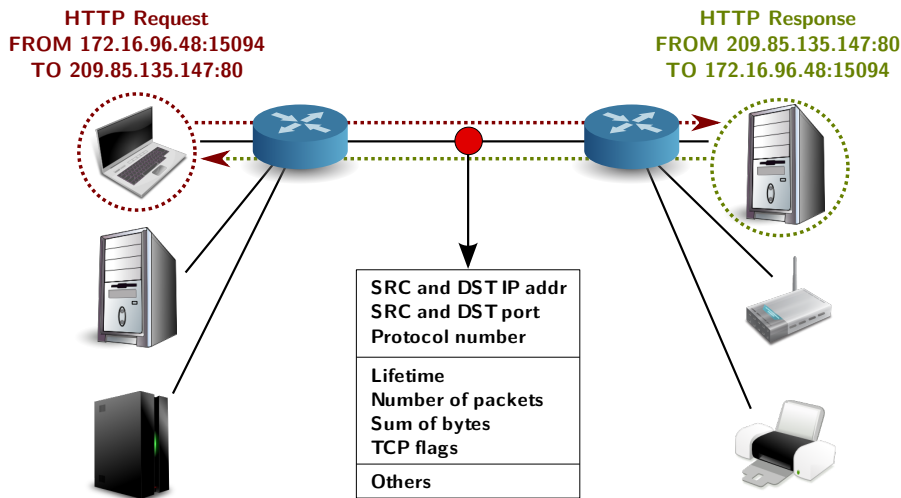 HTTP Request
FROM 172.16.96.48:15094
TO 209.85.135.147:80
HTTP Response
FROM 209.85.135.147:80
TO 172.16.96.48:15094
SRC and DST IP addr
SRC and DST port
Protocol number
Lifetime
Number of packets
Sum of bytes
TCP flags
Others